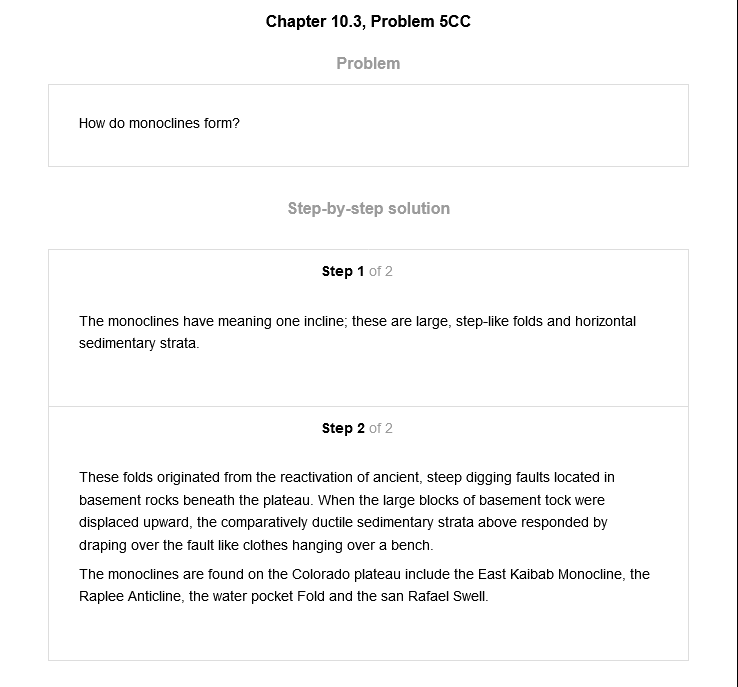 Chapter 10.3, Problem 5CC
Problem
How do monoclines form?
Step-by-step solution
Step 1 of 2
The monoclines have meaning one incline; these are large, step-like folds and horizontal
sedimentary strata.
Step 2 of 2
These folds originated from the reactivation of ancient, steep digging faults located in
basement rocks beneath the plateau. When the large blocks of basement tock were
displaced upward, the comparatively ductile sedimentary strata above responded by
draping over the fault like clothes hanging over a bench.
The monoclines are found on the Colorado plateau include the East Kaibab Monocline, the
Raplee Anticline, the water pocket Fold and the san Rafael Swell.